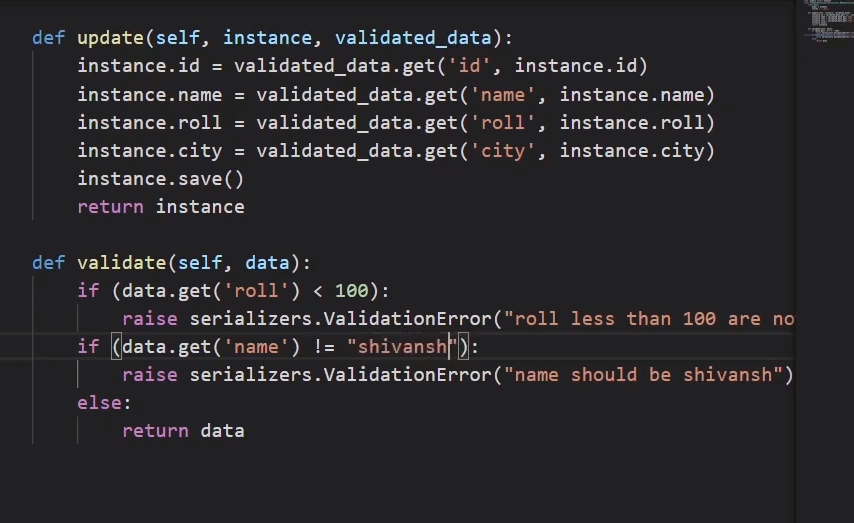 def update(self, instance, validated_data):
    instance.id = validated_data.get('id', instance.id)
    instance.name = validated_data.get('name', instance.name)
    instance.roll = validated_data.get('roll', instance.roll)
    instance.city = validated_data.get('city', instance.city)
    instance.save()
    return instance
def validate(self, data):
    if (data.get('roll') < 100):
        raise serializers.ValidationError("roll less than 100 are no
    if (data.get('name') != "shivansh"):
        raise serializers.ValidationError("name should be shivansh")
    else:
        return data